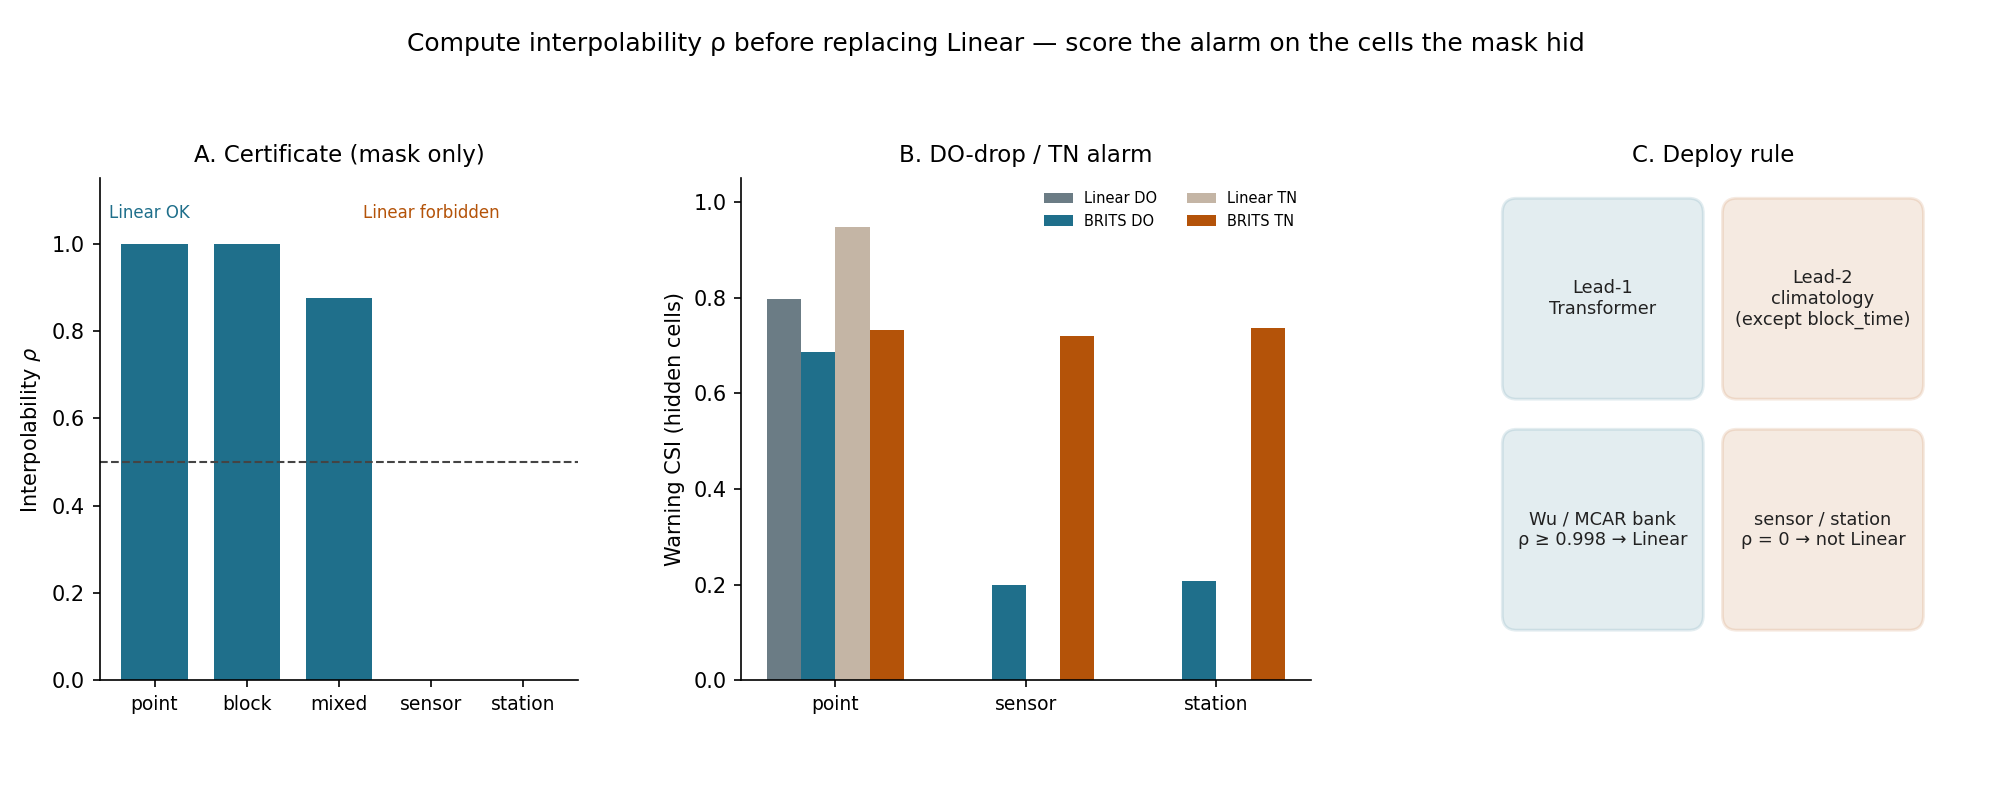 Compute interpolability ρ before replacing Linear — score the alarm on the cells the mask hid
A. Certificate (mask only)
Linear OK
Linear forbidden
Interpolability ρ
1.0
0.8
0.6
0.4
0.2
0.0
point
block
mixed
sensor
station
B. DO-drop / TN alarm
Linear DO
BRITS DO
Linear TN
BRITS TN
Warning CSI (hidden cells)
1.0
0.8
0.6
0.4
0.2
0.0
point
sensor
station
C. Deploy rule
Lead-1
Transformer
Lead-2
climatology
(except block_time)
Wu / MCAR bank
ρ ≥ 0.998 → Linear
sensor / station
ρ = 0 → not Linear